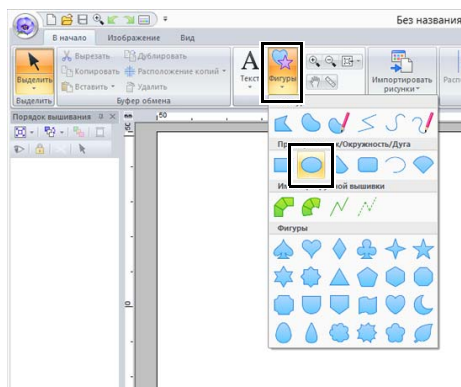 Без названия
В начало Изображение Вид
Выделить
Вырезать
Дублировать
Копировать
Расположение копий
Вставить
Удалить
Текст
Фигуры
Импортировать
рисунки
Выделить
Буфер обмена
Порядок вышивания
50
Фигуры